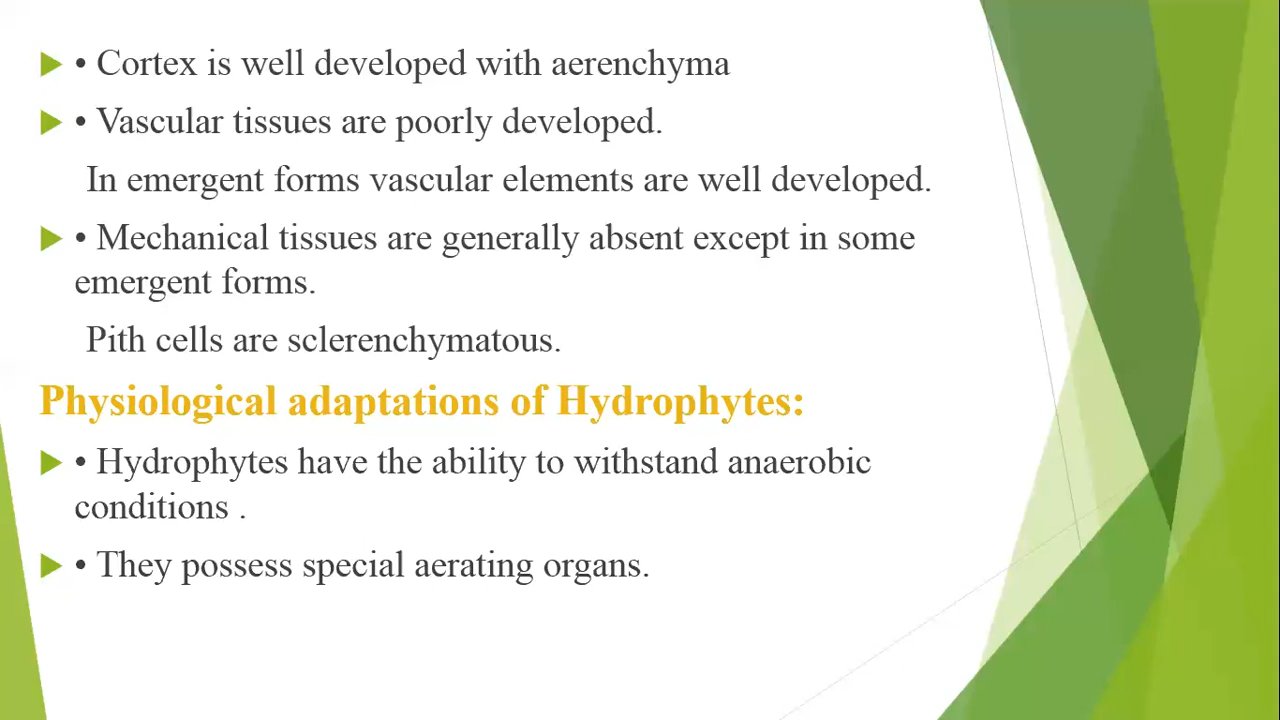 • Cortex is well developed with aerenchyma
• Vascular tissues are poorly developed.
In emergent forms vascular elements are well developed.
• Mechanical tissues are generally absent except in some
emergent forms.
Pith cells are sclerenchymatous.
Physiological adaptations of Hydrophytes:
• Hydrophytes have the ability to withstand anaerobic
conditions .
• They possess special aerating organs.